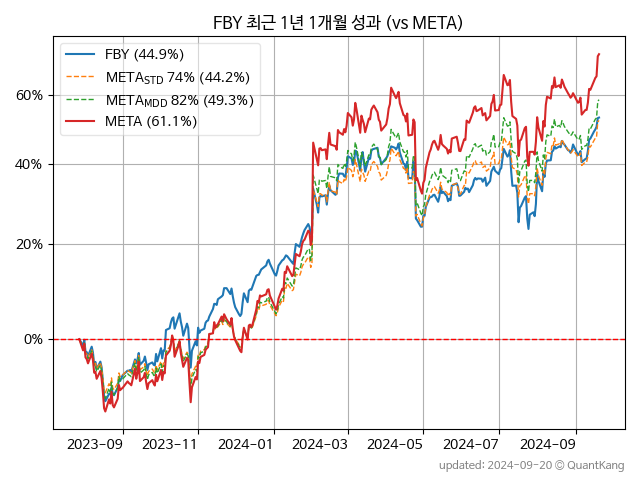 FBY 최근 1년 1개월 성과 (vs META)
FBY (44.9%)
METASTD 74% (44.2%)
METAMDD 82% (49.3%)
META (61.1%)
60%
40%
20%
0%
2023−09 2023−11 2024−01 2024−03 2024−05 2024−07 2024−09
updated: 2024-09-20 © QuantKang